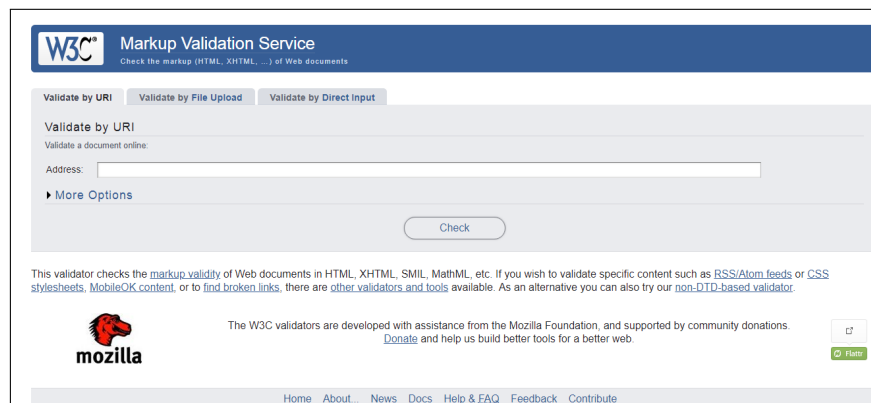 W3C® Markup Validation Service
Check the markup (HTML, XHTML, ...) of Web documents
Validate by URI Validate by File Upload Validate by Direct Input
Validate by URI
Validate a document online:
Address:
More Options
Check
This validator checks the markup validity of Web documents in HTML, XHTML, SMIL, MathML, etc. If you wish to validate specific content such as RSS/Atom feeds or CSS
stylesheets, MobileOK content, or to find broken links, there are other validators and tools available. As an alternative you can also try our non-DTD-based validator.
mozilla
The W3C validators are developed with assistance from the Mozilla Foundation, and supported by community donations.
Donate and help us build better tools for a better web.
Flattr
Home About... News Docs Help & FAQ Feedback Contribute